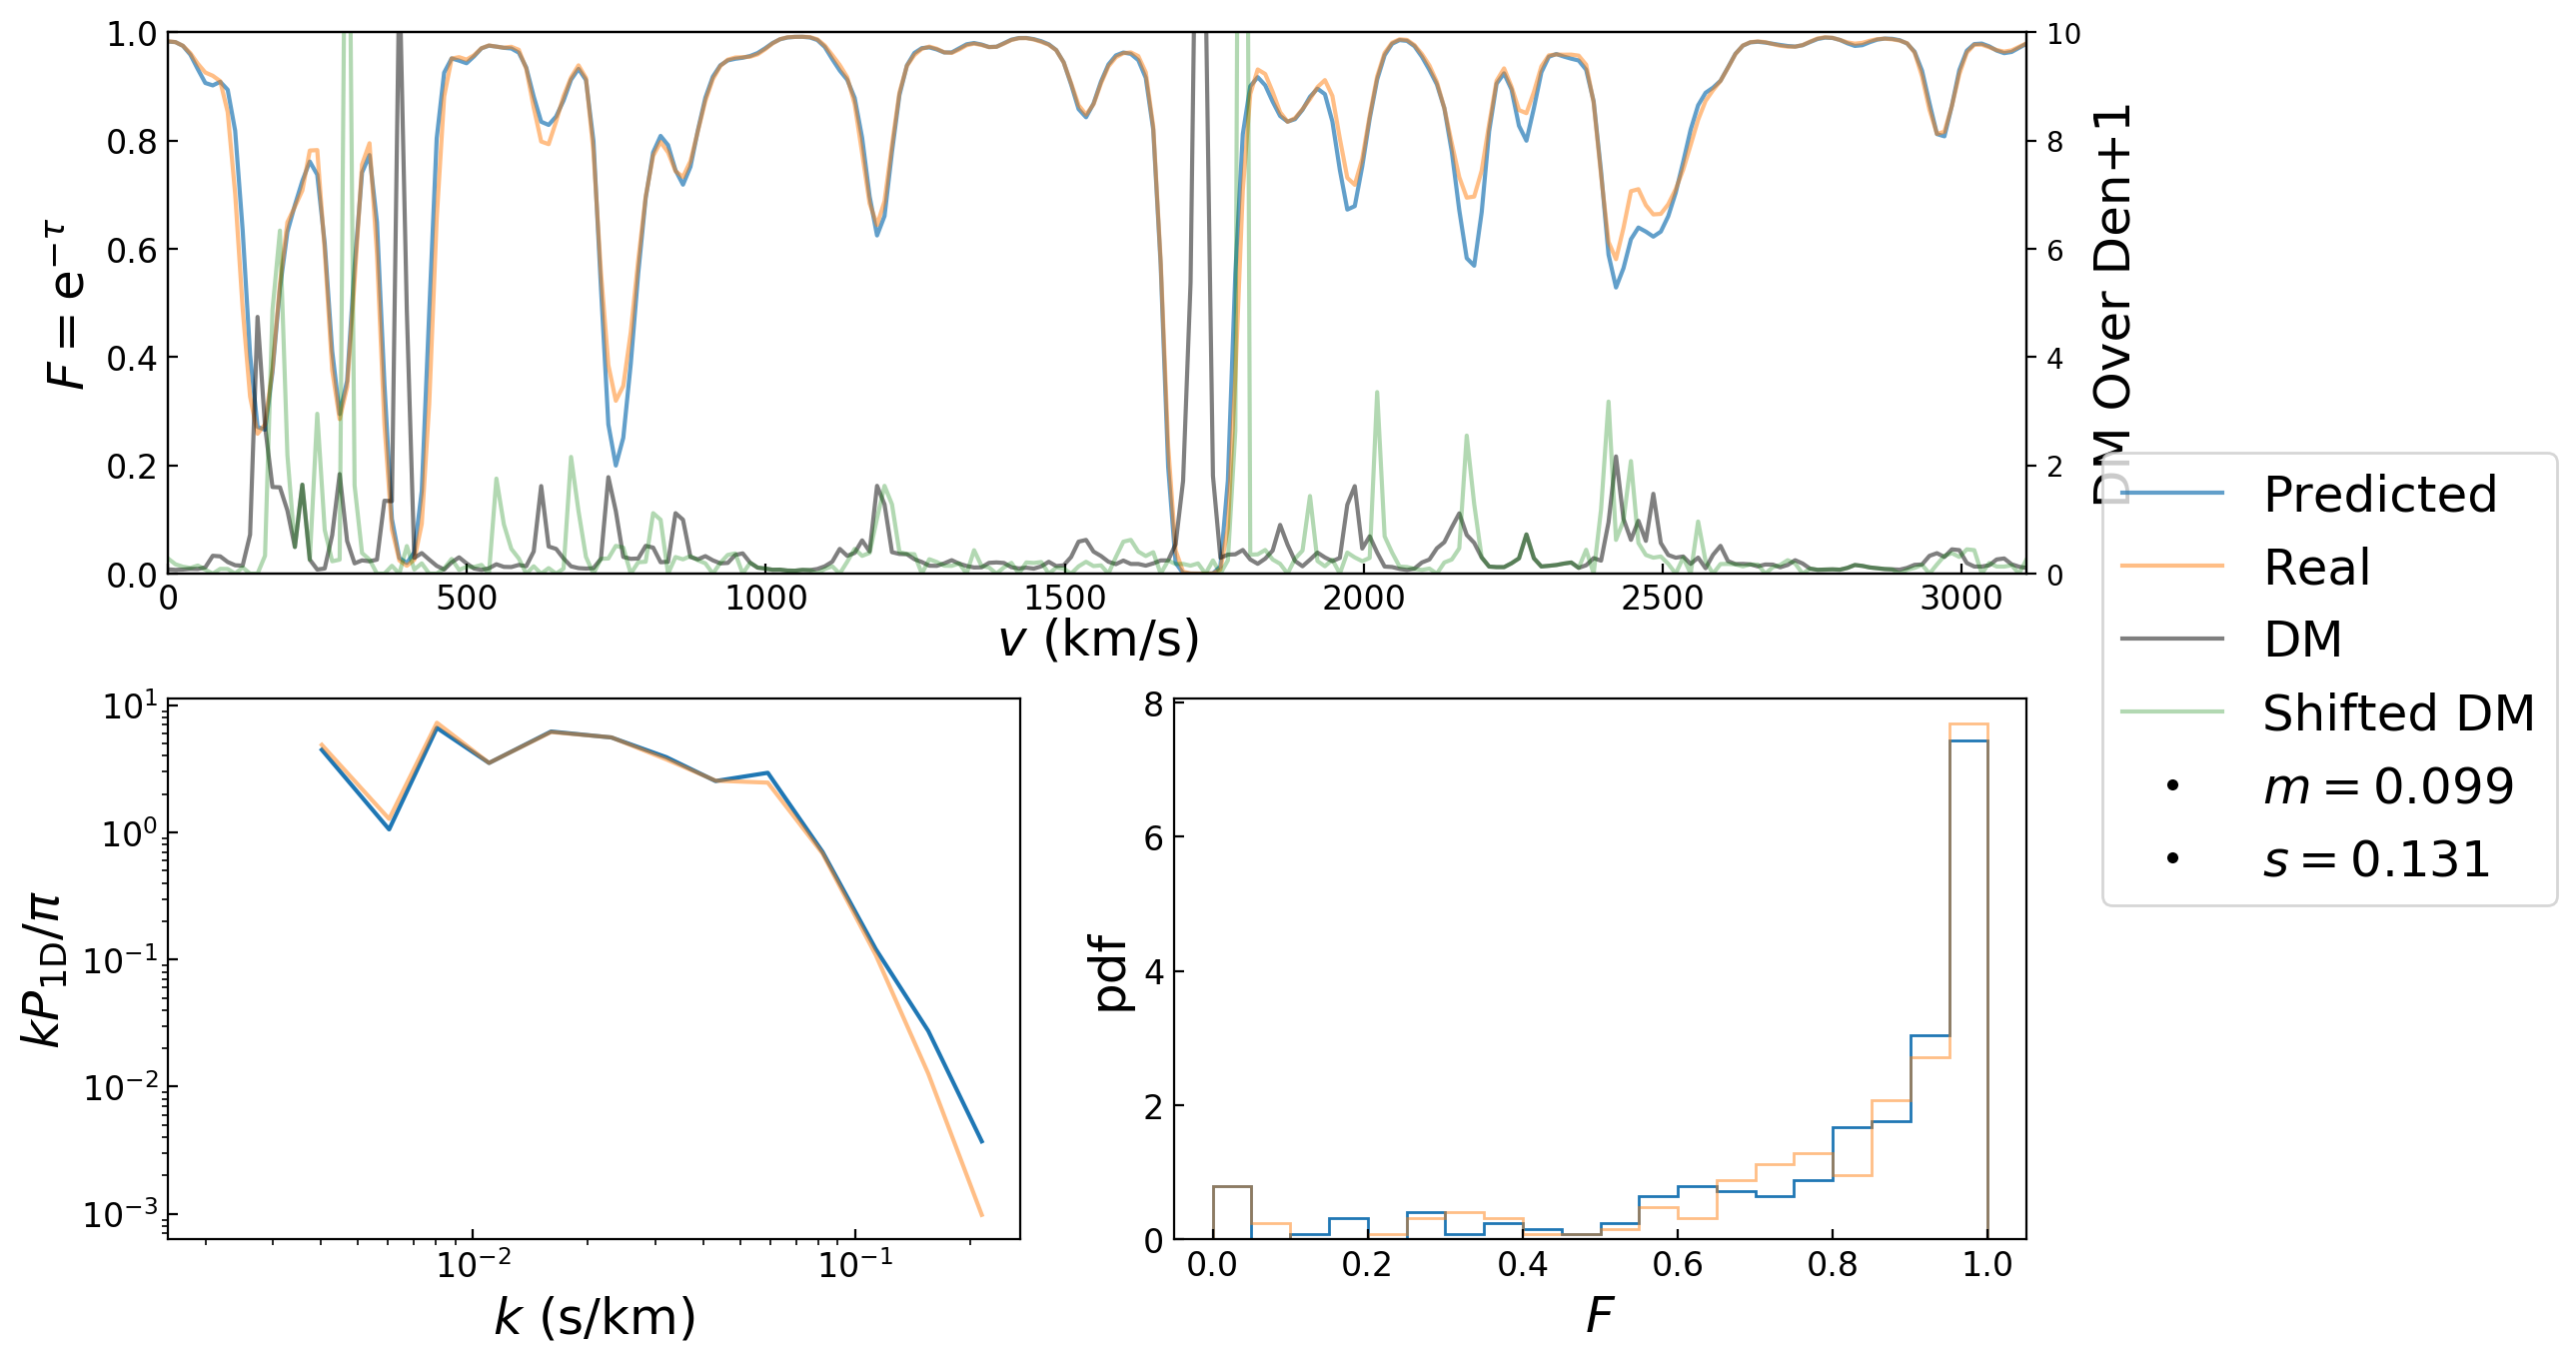 1.0
0.8
0.6
0.4
0.2
0.0
F = e^{−τ}
0 500 1000 1500 2000 2500 3000
v (km/s)
10
8
6
4
2
0
DM Over Den+1
Predicted
Real
DM
Shifted DM
m = 0.099
s = 0.131
10^1
10^0
10^{−1}
10^{−2}
10^{−3}
kP_{1D}/π
10^{−2} 10^{−1}
k (s/km)
8
6
4
2
0
pdf
0.0 0.2 0.4 0.6 0.8 1.0
F